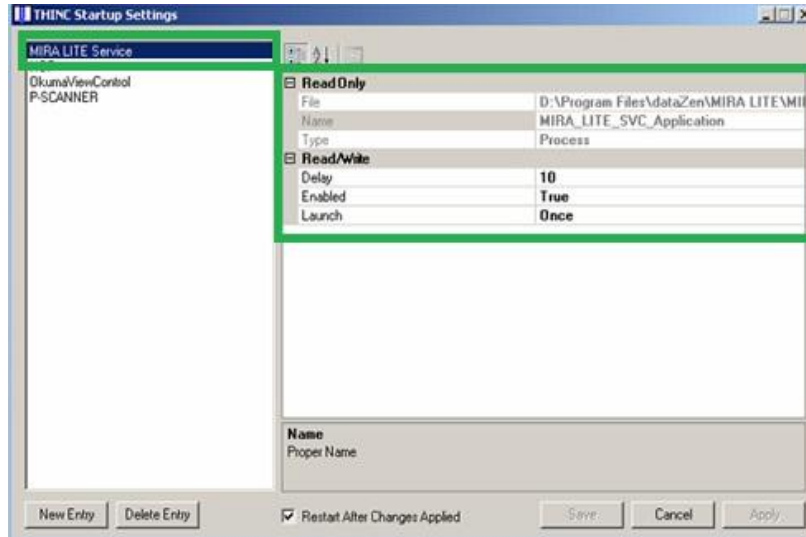 THINC Startup Settings
MIRA LITE Service
OkumaViewControl
P-SCANNER
Read Only
File D:\Program Files\dataZen\MIRA LITE\MI
Name MIRA_LITE_SVC_Application
Type Process
Read/Write
Delay 10
Enabled True
Launch Once
Name
Proper Name
New Entry Delete Entry Restart After Changes Applied Save Cancel Apply